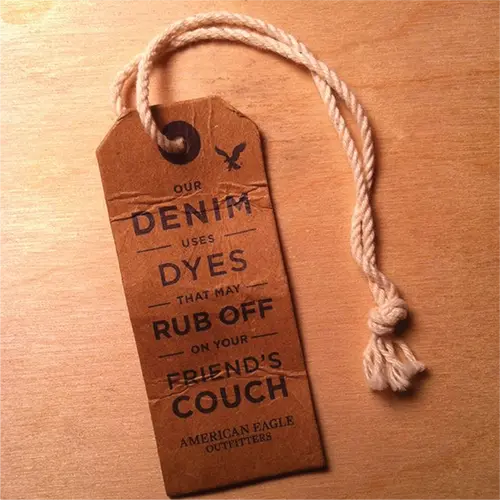 OUR
DENIM
USES
DYES
THAT MAY
RUB OFF
ON YOUR
FRIEND'S
COUCH
AMERICAN EAGLE
OUTFITTERS